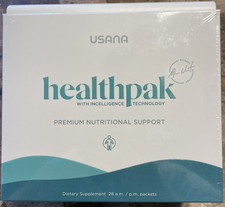 USANA
healthpak
WITH INCELLIGENCE TECHNOLOGY
PREMIUM NUTRITIONAL SUPPORT
Dietary Supplement 28 a.m. / p.m. packets